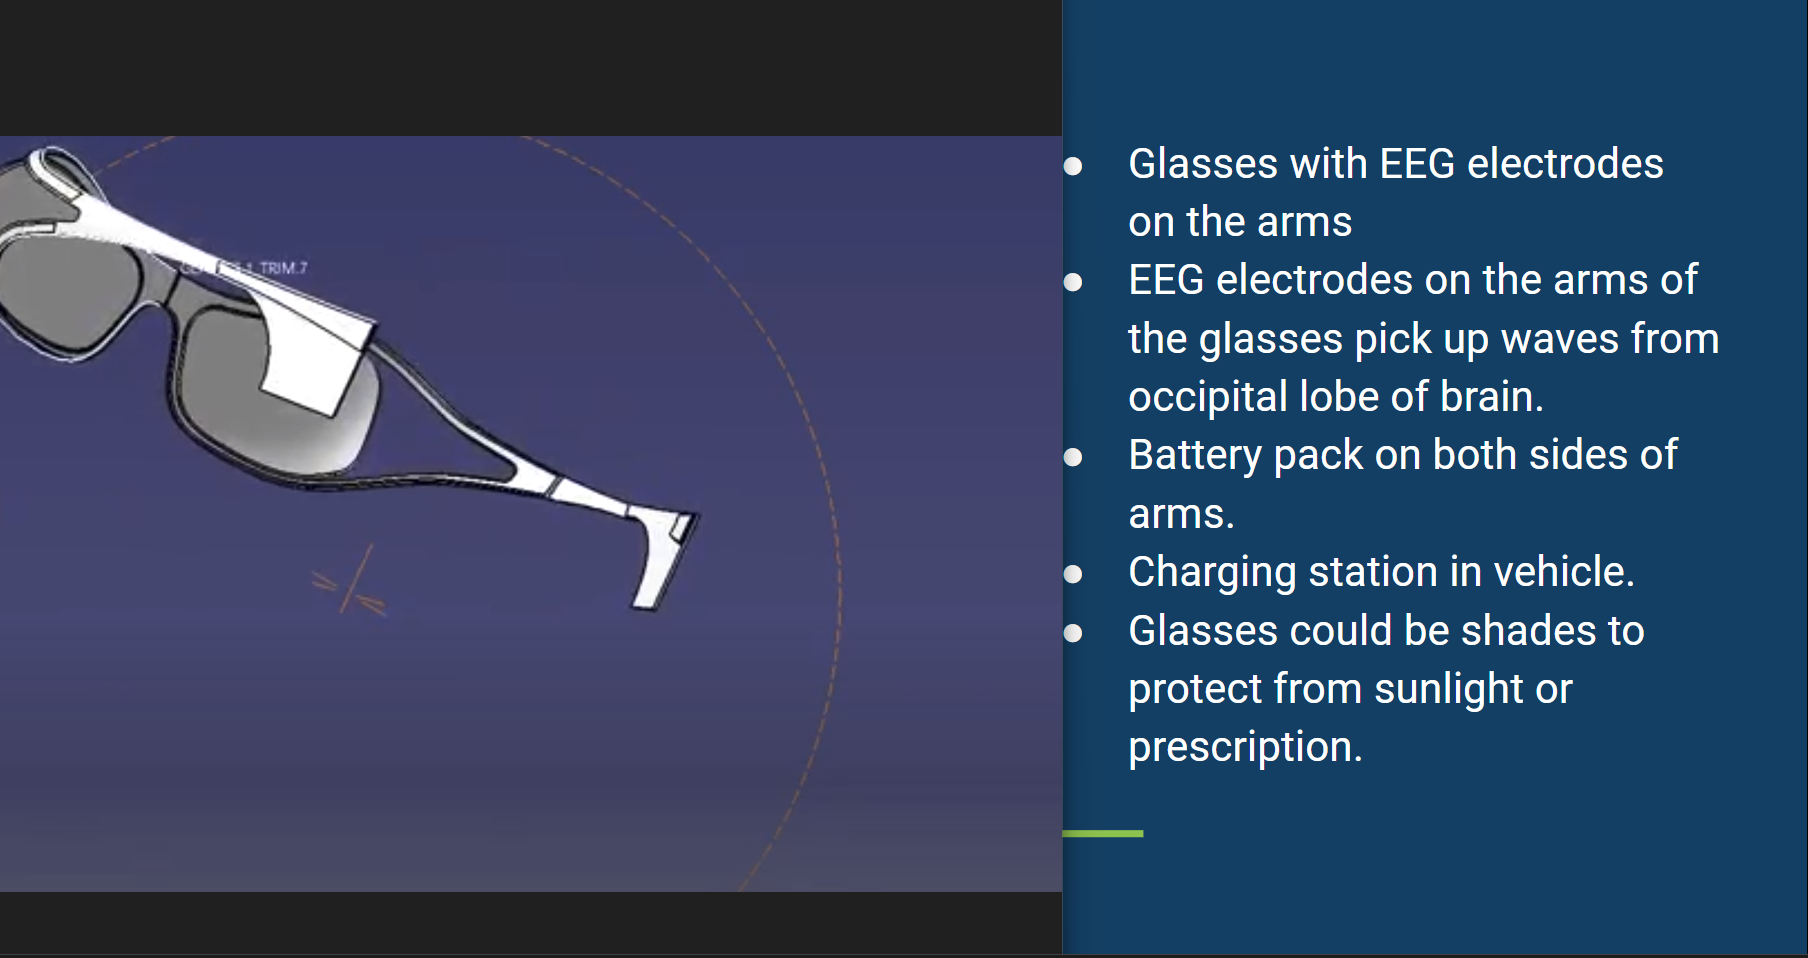 TRIM.7
● Glasses with EEG electrodes
on the arms
● EEG electrodes on the arms of
the glasses pick up waves from
occipital lobe of brain.
● Battery pack on both sides of
arms.
● Charging station in vehicle.
● Glasses could be shades to
protect from sunlight or
prescription.